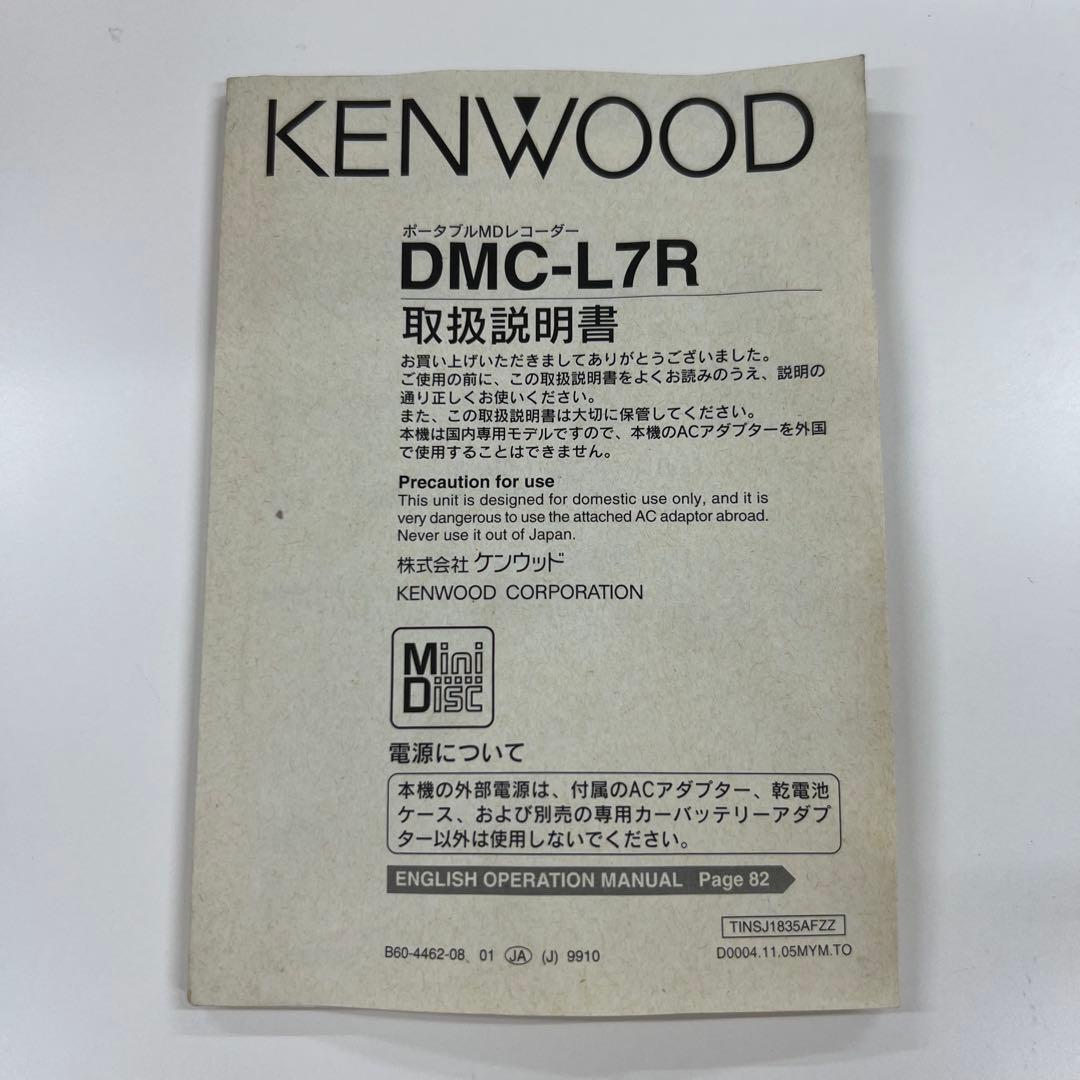 KENWOOD
ポータブルMDレコーダー
DMC-L7R
取扱説明書
お買い上げいただきましてありがとうございました。
ご使用の前に、この取扱説明書をよくお読みのうえ、説明の
通り正しくお使いください。
また、この取扱説明書は大切に保管してください。
本機は国内専用モデルですので、本機のACアダプターを外国
で使用することはできません。
Precaution for use
This unit is designed for domestic use only, and it is
very dangerous to use the attached AC adaptor abroad.
Never use it out of Japan.
株式会社 ケンウッド
KENWOOD CORPORATION
Mini
Disc
電源について
本機の外部電源は、付属のACアダプター、乾電池
ケース、および別売の専用カーバッテリーアダプ
ター以外は使用しないでください。
ENGLISH OPERATION MANUAL Page 82
TINSJ1835AFZZ
B60-4462-08 01 JA (J) 9910
D0004.11.05MYM.TO